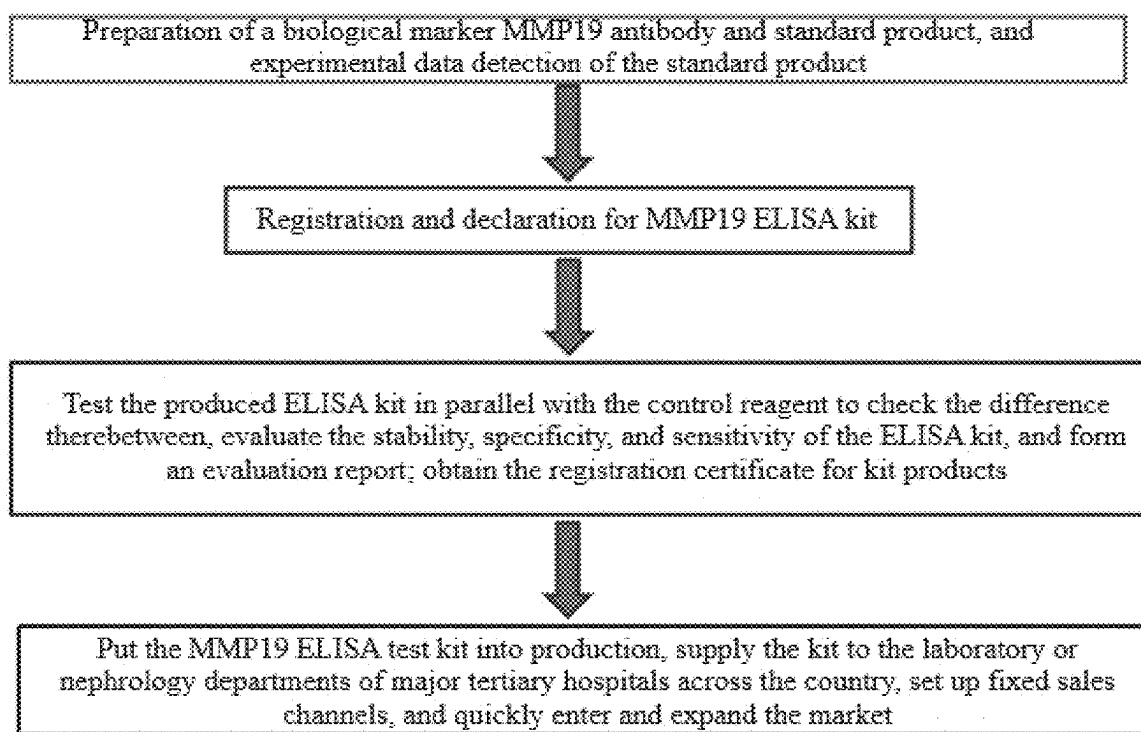 Preparation of a biological marker MMP19 antibody and standard product, and
experimental data detection of the standard product
Registration and declaration for MMP19 ELISA kit
Test the produced ELISA kit in parallel with the control reagent to check the difference
therebetween, evaluate the stability, specificity, and sensitivity of the ELISA kit, and form
an evaluation report; obtain the registration certificate for kit products
Put the MMP19 ELISA test kit into production, supply the kit to the laboratory or
nephrology departments of major tertiary hospitals across the country, set up fixed sales
channels, and quickly enter and expand the market